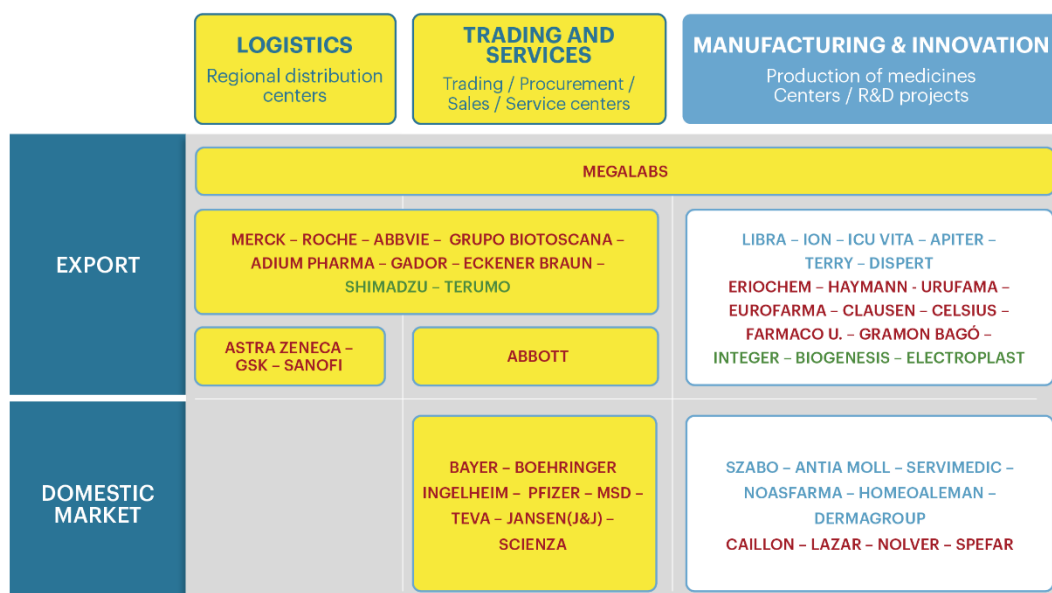 LOGISTICS
Regional distribution
centers
TRADING AND
SERVICES
Trading / Procurement /
Sales / Service centers
MANUFACTURING & INNOVATION
Production of medicines
Centers / R&D projects
EXPORT
MEGALABS
MERCK – ROCHE – ABBVIE – GRUPO BIOTOSCANA –
ADIUM PHARMA – GADOR – ECKENER BRAUN –
SHIMADZU – TERUMO
ASTRA ZENECA –
GSK – SANOFI
ABBOTT
LIBRA – ION – ICU VITA – APITER –
TERRY – DISPERT
ERIOCHEM – HAYMANN - URUFAMA –
EUROFARMA – CLAUSEN – CELSIUS –
FARMACO U. – GRAMON BAGÓ –
INTEGER – BIOGENESIS – ELECTROPLAST
DOMESTIC
MARKET
BAYER – BOEHRINGER
INGELHEIM – PFIZER – MSD –
TEVA – JANSEN(J&J) –
SCIENZA
SZABO – ANTIA MOLL – SERVIMEDIC –
NOASFARMA – HOMEOALEMAN –
DERMAGROUP
CAILLON – LAZAR – NOLVER – SPEFAR